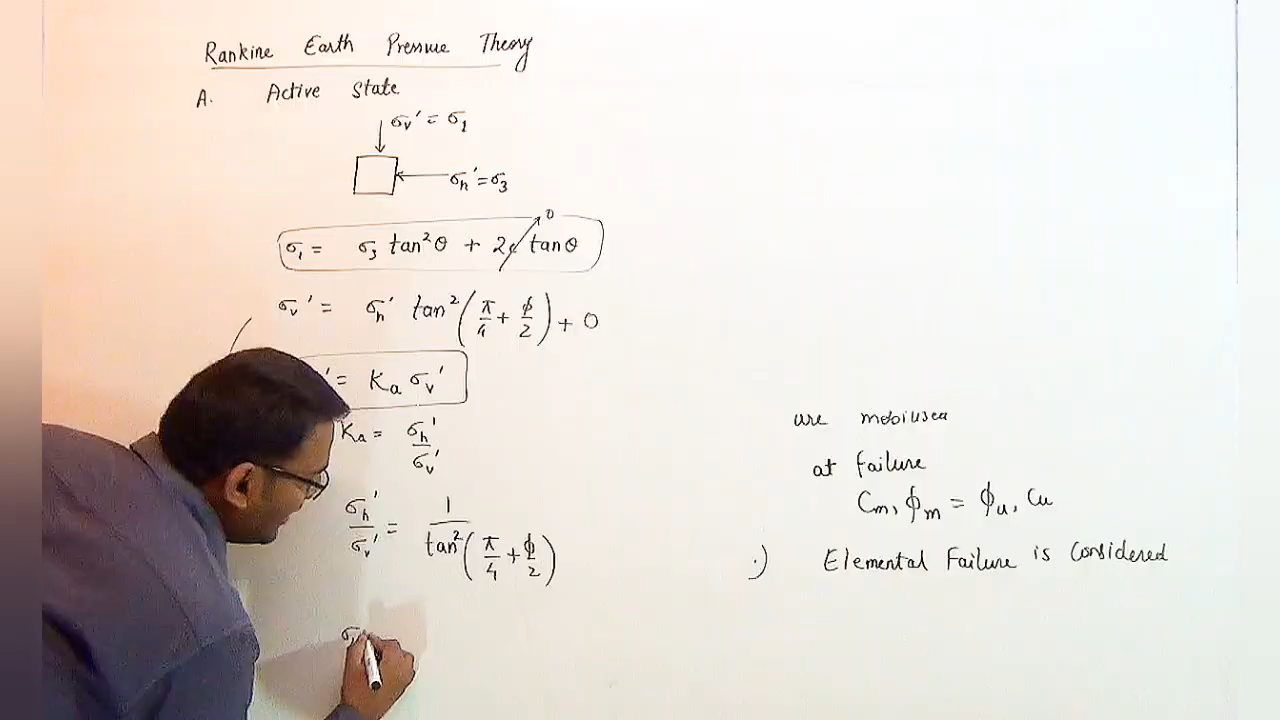 Rankine Earth Pressure Theory
A. Active State
σv' = σ1
σh' = σ3
σ1 = σ3 tan²θ + 2c tanθ 0
σv' = σh' tan²(π/4 + φ/2) + 0
' = Ka σv'
Ka = σh'/σv'
σh'/σv' = 1/tan²(π/4 + φ/2)
σ
are
at failure
Cm, φm = φu, Cu
.) Elemental Failure is Considered